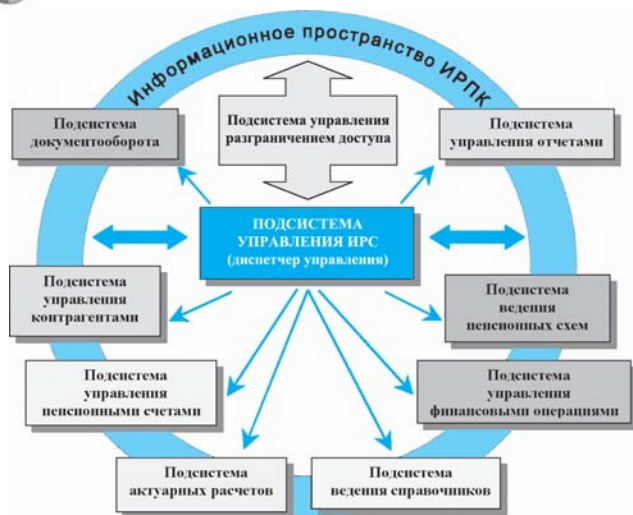 Информационное пространство ИРПК
Подсистема
документооборота
Подсистема управления
разграничением доступа
Подсистема
управления отчетами
ПОДСИСТЕМА
УПРАВЛЕНИЯ ИРС
(диспетчер управления)
Подсистема
управления
контрагентами
Подсистема
ведения
пенсионных схем
Подсистема
управления
пенсионными счетами
Подсистема
управления
финансовыми операциями
Подсистема
актуарных расчетов
Подсистема
ведения справочников